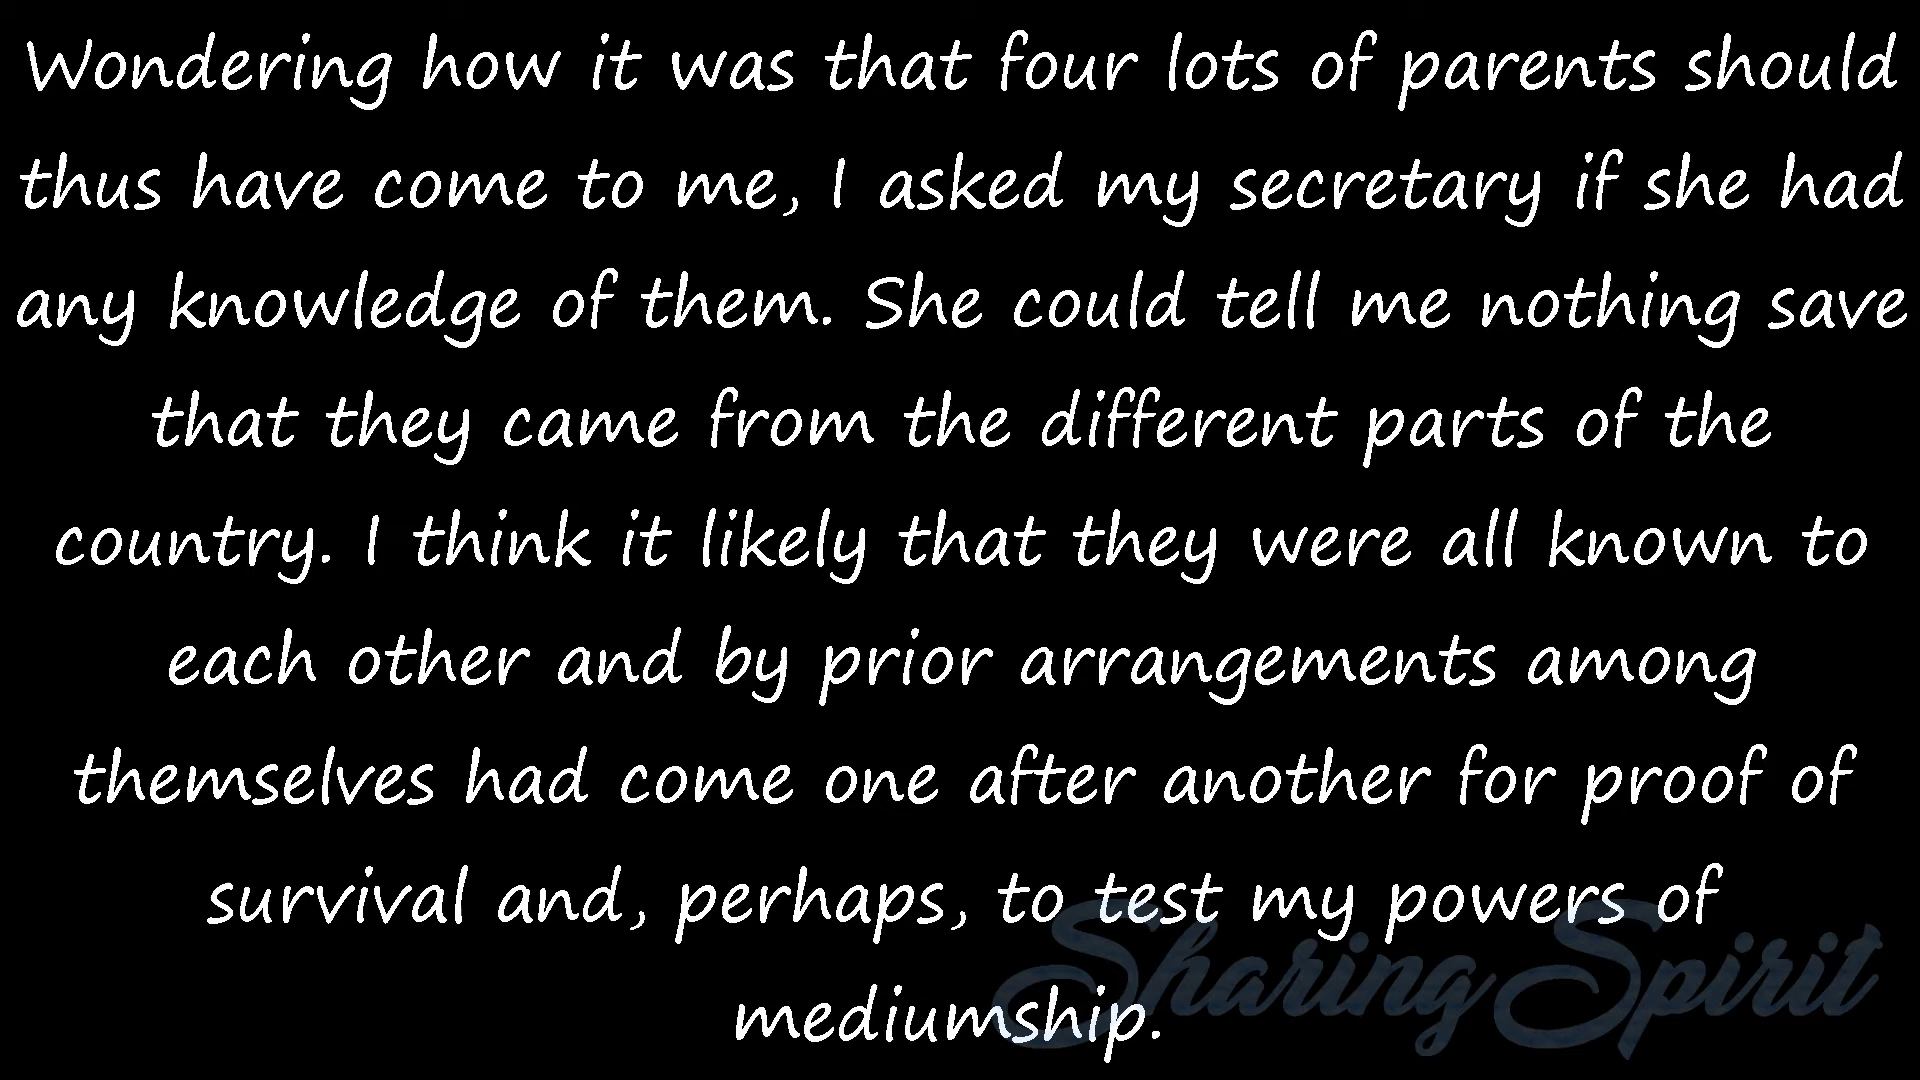 Wondering how it was that four lots of parents should
thus have come to me, I asked my secretary if she had
any knowledge of them. She could tell me nothing save
that they came from the different parts of the
country. I think it likely that they were all known to
each other and by prior arrangements among
themselves had come one after another for proof of
survival and, perhaps, to test my powers of
mediumship.
Sharing Spirit